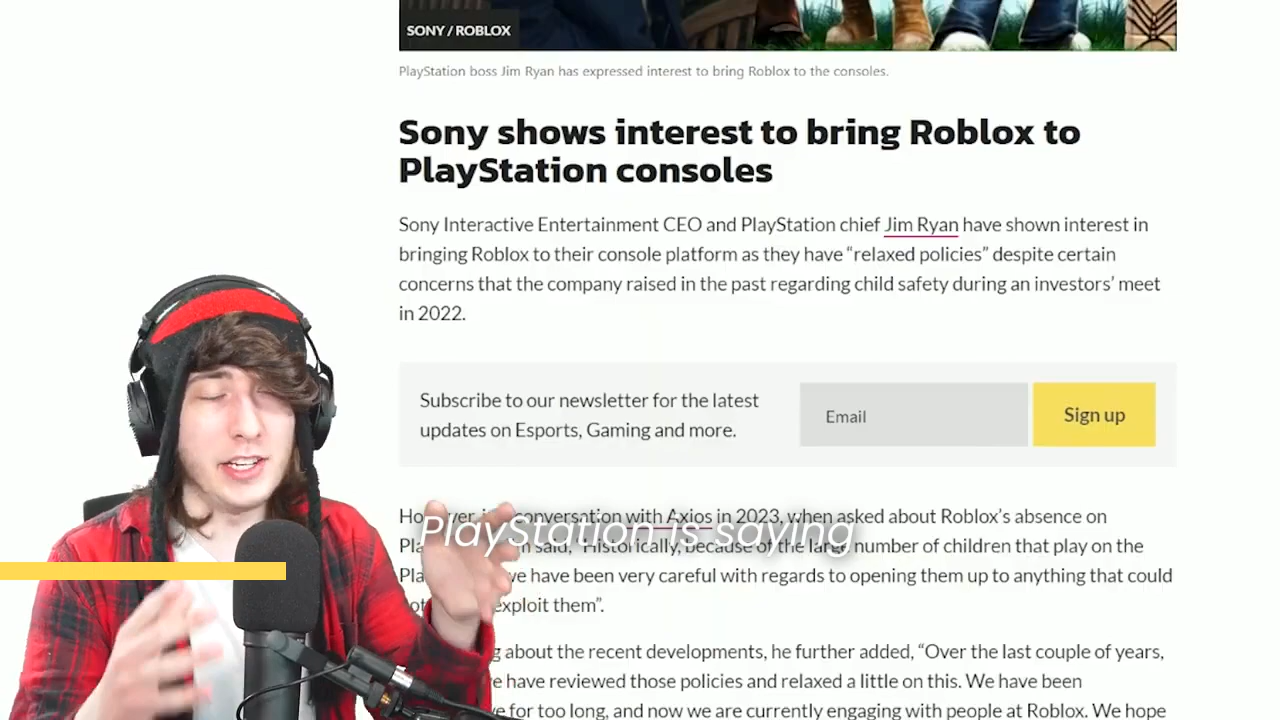 SONY / ROBLOX
PlayStation boss Jim Ryan has expressed interest to bring Roblox to the consoles.
Sony shows interest to bring Roblox to
PlayStation consoles
Sony Interactive Entertainment CEO and PlayStation chief Jim Ryan have shown interest in
bringing Roblox to their console platform as they have “relaxed policies” despite certain
concerns that the company raised in the past regarding child safety during an investors’ meet
in 2022.
Subscribe to our newsletter for the latest
updates on Esports, Gaming and more.
Email
Sign up
conversation with Axios in 2023, when asked about Roblox’s absence on
said, “Historically, because of the large number of children that play on the
we have been very careful with regards to opening them up to anything that could
exploit them”.
PlayStation is saying
about the recent developments, he further added, “Over the last couple of years,
have reviewed those policies and relaxed a little on this. We have been
for too long, and now we are currently engaging with people at Roblox. We hope